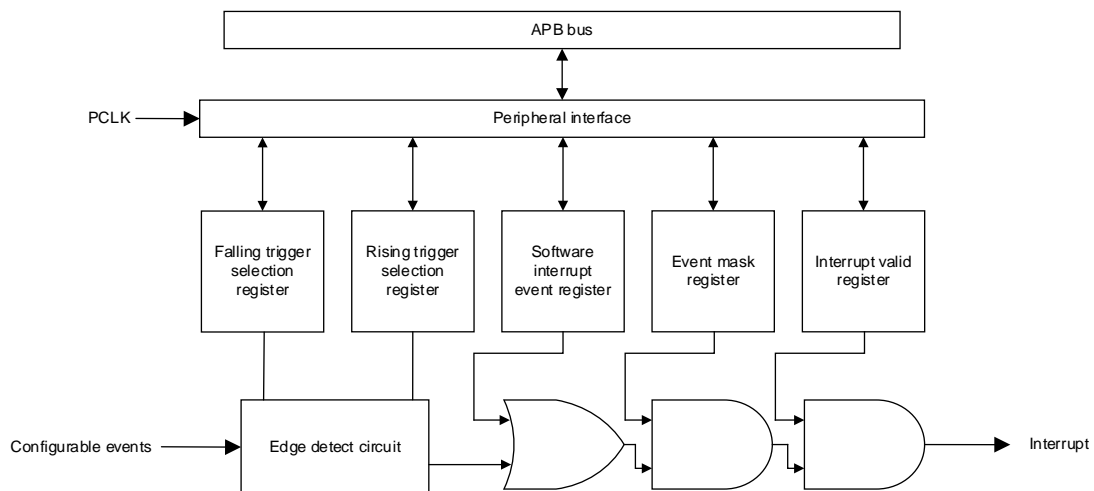 APB bus
PCLK
Peripheral interface
Falling trigger
selection
register
Rising trigger
selection
register
Software
interrupt
event register
Event mask
register
Interrupt valid
register
Configurable events
Edge detect circuit
Interrupt